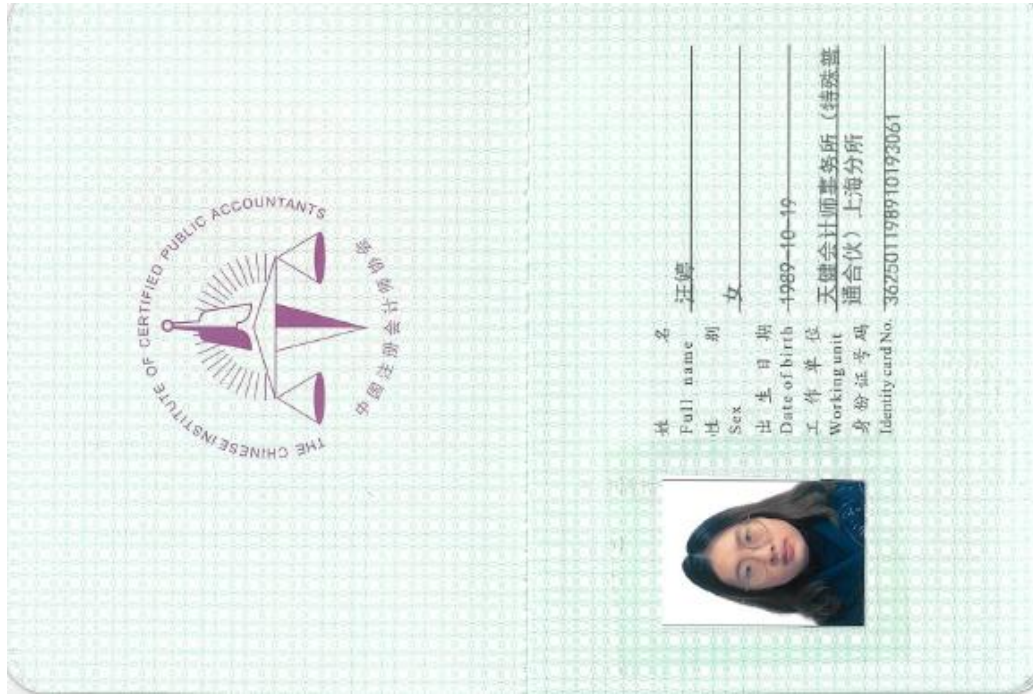 THE CHINESE INSTITUTE OF CERTIFIED PUBLIC ACCOUNTANTS
中国注册会计师协会
姓 名 汪婷
Full name
性 别 女
Sex
出 生 日 期 1989-10-19
Date of birth
工 作 单 位 天健会计师事务所（特殊普
Working unit 通合伙）上海分所
身 份 证 号 码
Identity card No. 362501198910193061